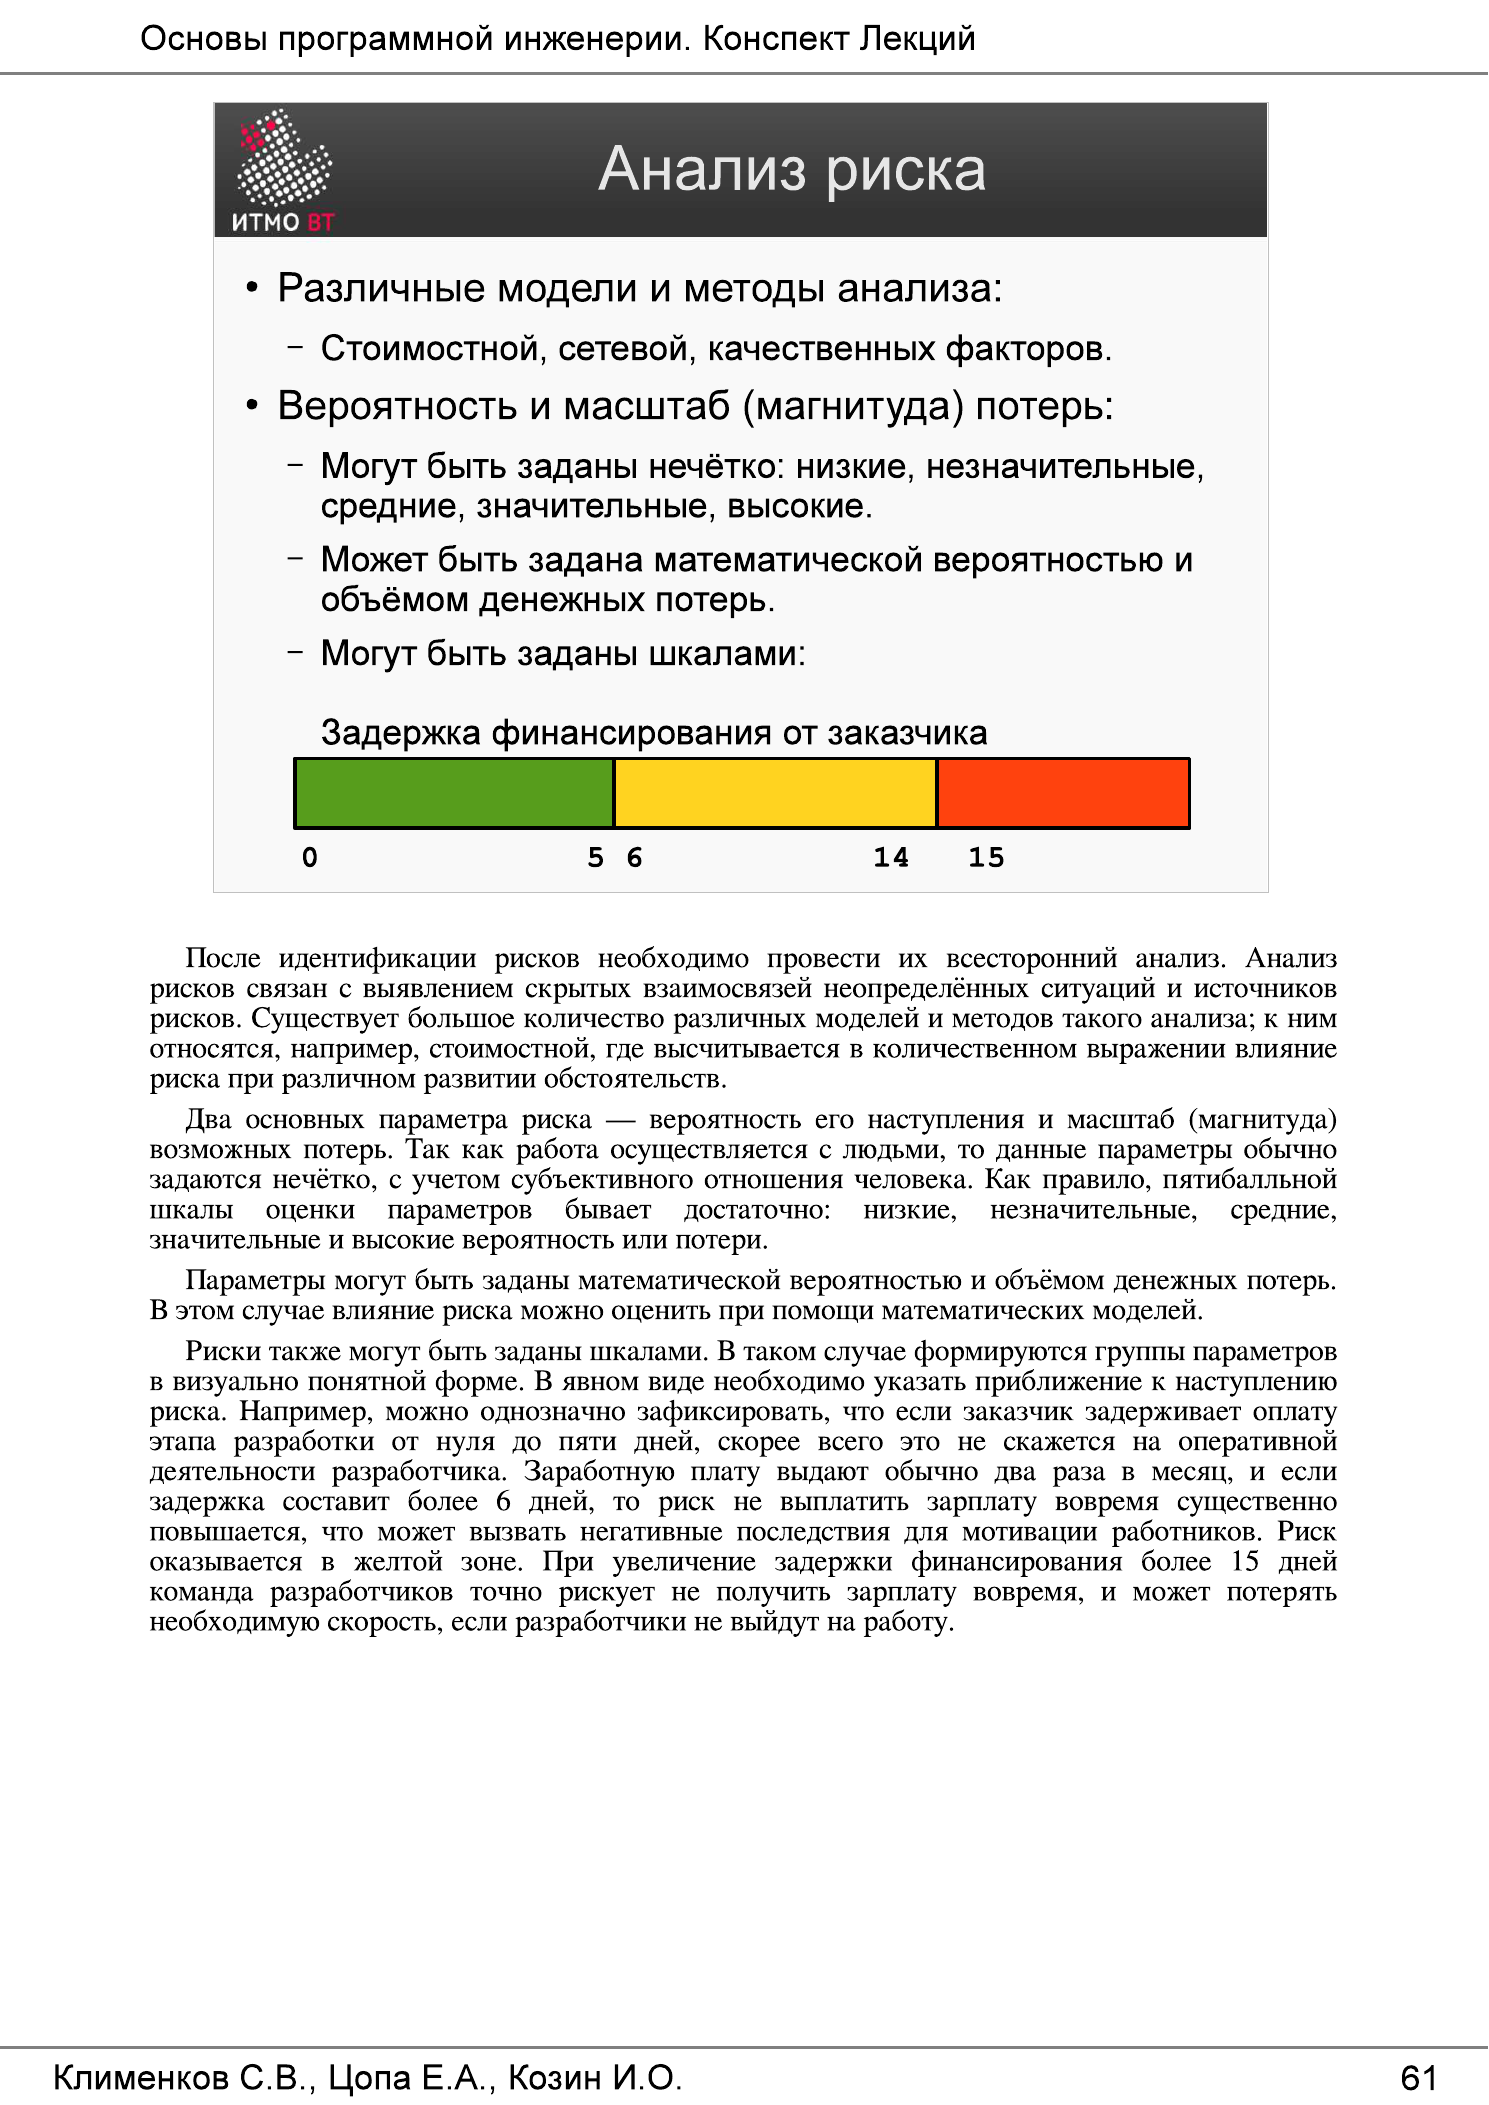 Основы программной инженерии. Конспект Лекций
ИТМО ВТ
Анализ риска
• Различные модели и методы анализа:
– Стоимостной, сетевой, качественных факторов.
• Вероятность и масштаб (магнитуда) потерь:
– Могут быть заданы нечётко: низкие, незначительные,
средние, значительные, высокие.
– Может быть задана математической вероятностью и
объёмом денежных потерь.
– Могут быть заданы шкалами:
Задержка финансирования от заказчика
0 5 6 14 15
После идентификации рисков необходимо провести их всесторонний анализ. Анализ
рисков связан с выявлением скрытых взаимосвязей неопределённых ситуаций и источников
рисков. Существует большое количество различных моделей и методов такого анализа; к ним
относятся, например, стоимостной, где высчитывается в количественном выражении влияние
риска при различном развитии обстоятельств.
Два основных параметра риска — вероятность его наступления и масштаб (магнитуда)
возможных потерь. Так как работа осуществляется с людьми, то данные параметры обычно
задаются нечётко, с учетом субъективного отношения человека. Как правило, пятибалльной
шкалы оценки параметров бывает достаточно: низкие, незначительные, средние,
значительные и высокие вероятность или потери.
Параметры могут быть заданы математической вероятностью и объёмом денежных потерь.
В этом случае влияние риска можно оценить при помощи математических моделей.
Риски также могут быть заданы шкалами. В таком случае формируются группы параметров
в визуально понятной форме. В явном виде необходимо указать приближение к наступлению
риска. Например, можно однозначно зафиксировать, что если заказчик задерживает оплату
этапа разработки от нуля до пяти дней, скорее всего это не скажется на оперативной
деятельности разработчика. Заработную плату выдают обычно два раза в месяц, и если
задержка составит более 6 дней, то риск не выплатить зарплату вовремя существенно
повышается, что может вызвать негативные последствия для мотивации работников. Риск
оказывается в желтой зоне. При увеличение задержки финансирования более 15 дней
команда разработчиков точно рискует не получить зарплату вовремя, и может потерять
необходимую скорость, если разработчики не выйдут на работу.
Клименков С.В., Цопа Е.А., Козин И.О.
61